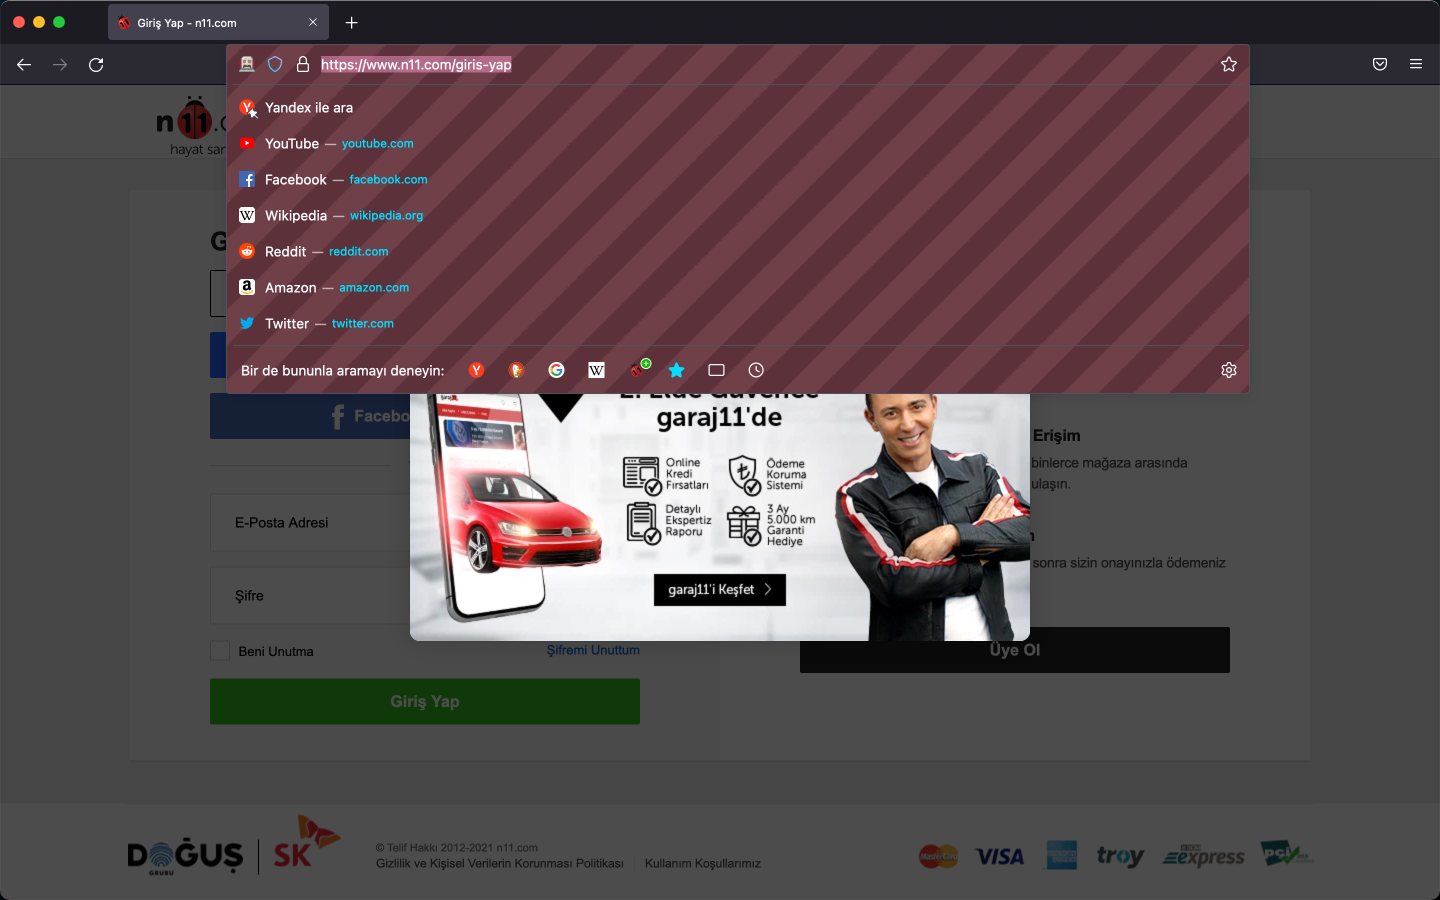 Giriş Yap - n11.com
https://www.n11.com/giris-yap
Yandex ile ara
YouTube — youtube.com
Facebook — facebook.com
Wikipedia — wikipedia.org
Reddit — reddit.com
Amazon — amazon.com
Twitter — twitter.com
Bir de bununla aramayı deneyin:
n11.c
hayat
G
Facebo
E-Posta Adresi
Şifre
Beni Unutma
Şifremi Unuttum
Giriş Yap
garaj11'de
Online
Kredi
Fırsatları
Ödeme
Koruma
Sistemi
Detaylı
Ekspertiz
Raporu
3 Ay
5.000 km
Garanti
Hediye
garaj11'i Keşfet
Erişim
binlerce mağaza arasında
ulaşın.
sonra sizin onayınızla ödemeniz
Üye Ol
DOĞUŞ
GRUBU
SK
© Telif Hakkı 2012-2021 n11.com
Gizlilik ve Kişisel Verilerin Korunması Politikası
Kullanım Koşullarımız
MasterCard
VISA
troy
express
PCI